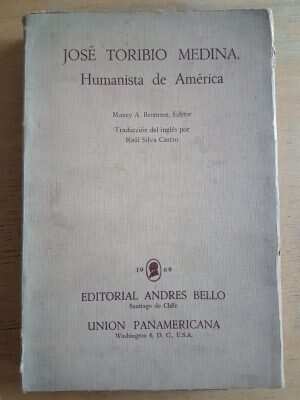 JOSÉ TORIBIO MEDINA,
Humanista de América
Maury A. Bromsen, Editor
Traducción del inglés por
Raúl Silva Castro
19 69
EDITORIAL ANDRES BELLO
Santiago de Chile
UNION PANAMERICANA
Washington 6, D. C., U.S.A.